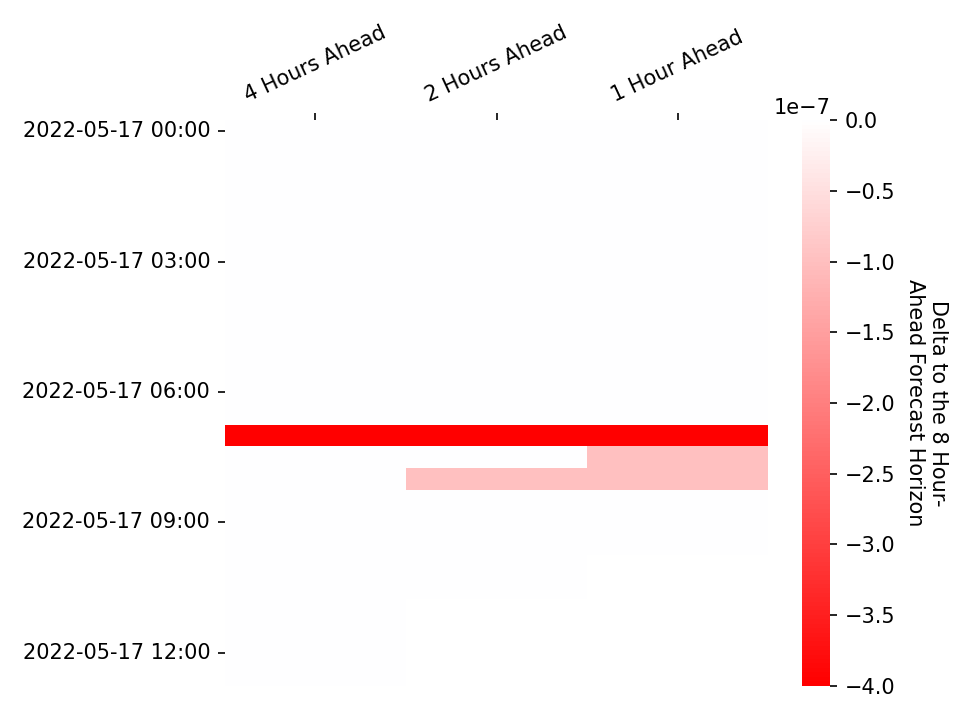 4 Hours Ahead
2 Hours Ahead
1 Hour Ahead
1e−7
2022-05-17 00:00
2022-05-17 03:00
2022-05-17 06:00
2022-05-17 09:00
2022-05-17 12:00
0.0
−0.5
−1.0
−1.5
−2.0
−2.5
−3.0
−3.5
−4.0
Delta to the 8 Hour-
Ahead Forecast Horizon